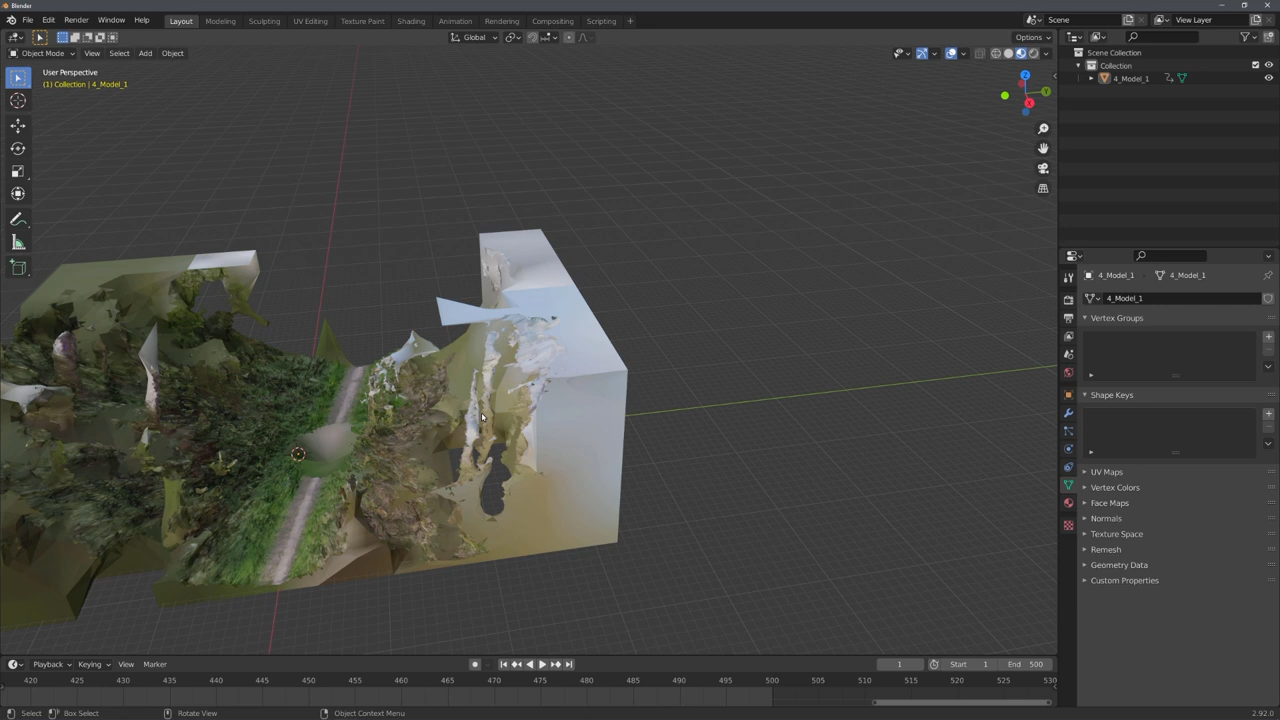 Blender
File Edit Render Window Help Layout Modeling Sculpting UV Editing Texture Paint Shading Animation Rendering Compositing Scripting + Scene View Layer
Global Options
Object Mode View Select Add Object
User Perspective
(1) Collection | 4_Model_1
Z
Y
X
Scene Collection
Collection
4_Model_1
4_Model_1 4_Model_1
4_Model_1
Vertex Groups
Shape Keys
UV Maps
Vertex Colors
Face Maps
Normals
Texture Space
Remesh
Geometry Data
Custom Properties
Playback Keying View Marker 1 Start 1 End 500
420 425 430 435 440 445 450 455 460 465 470 475 480 485 490 495 500 505 510 515 520 525 530
Select Box Select Rotate View Object Context Menu 2.92.0